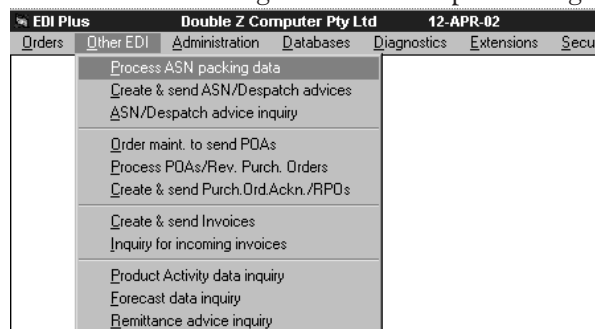 EDI Plus Double Z Computer Pty Ltd 12-APR-02
Orders Other EDI Administration Databases Diagnostics Extensions Secu
Process ASN packing data
Create & send ASN/Despatch advices
ASN/Despatch advice inquiry
Order maint. to send POAs
Process POAs/Rev. Purch. Orders
Create & send Purch.Ord.Ackn./RPOs
Create & send Invoices
Inquiry for incoming invoices
Product Activity data inquiry
Forecast data inquiry
Remittance advice inquiry